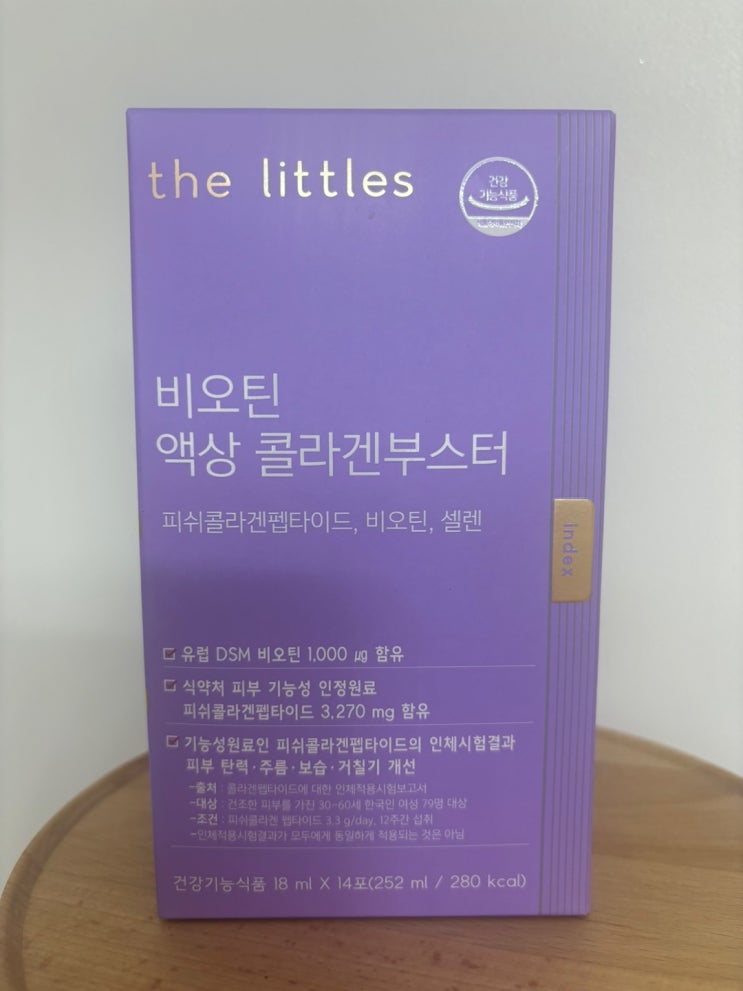 the littles
건강
기능식품
비오틴
액상 콜라겐부스터
피쉬콜라겐펩타이드, 비오틴, 셀렌
index
유럽 DSM 비오틴 1,000 ㎍ 함유
식약처 피부 기능성 인정원료
피쉬콜라겐펩타이드 3,270 mg 함유
기능성원료인 피쉬콜라겐펩타이드의 인체시험결과
피부 탄력·주름·보습·거칠기 개선
-출처 : 콜라겐펩타이드에 대한 인체적용시험보고서
-대상 : 건조한 피부를 가진 30-60세 한국인 여성 79명 대상
-조건 : 피쉬콜라겐 펩타이드 3.3 g/day, 12주간 섭취
-인체적용시험결과가 모두에게 동일하게 적용되는 것은 아님
건강기능식품 18 ml X 14포(252 ml / 280 kcal)